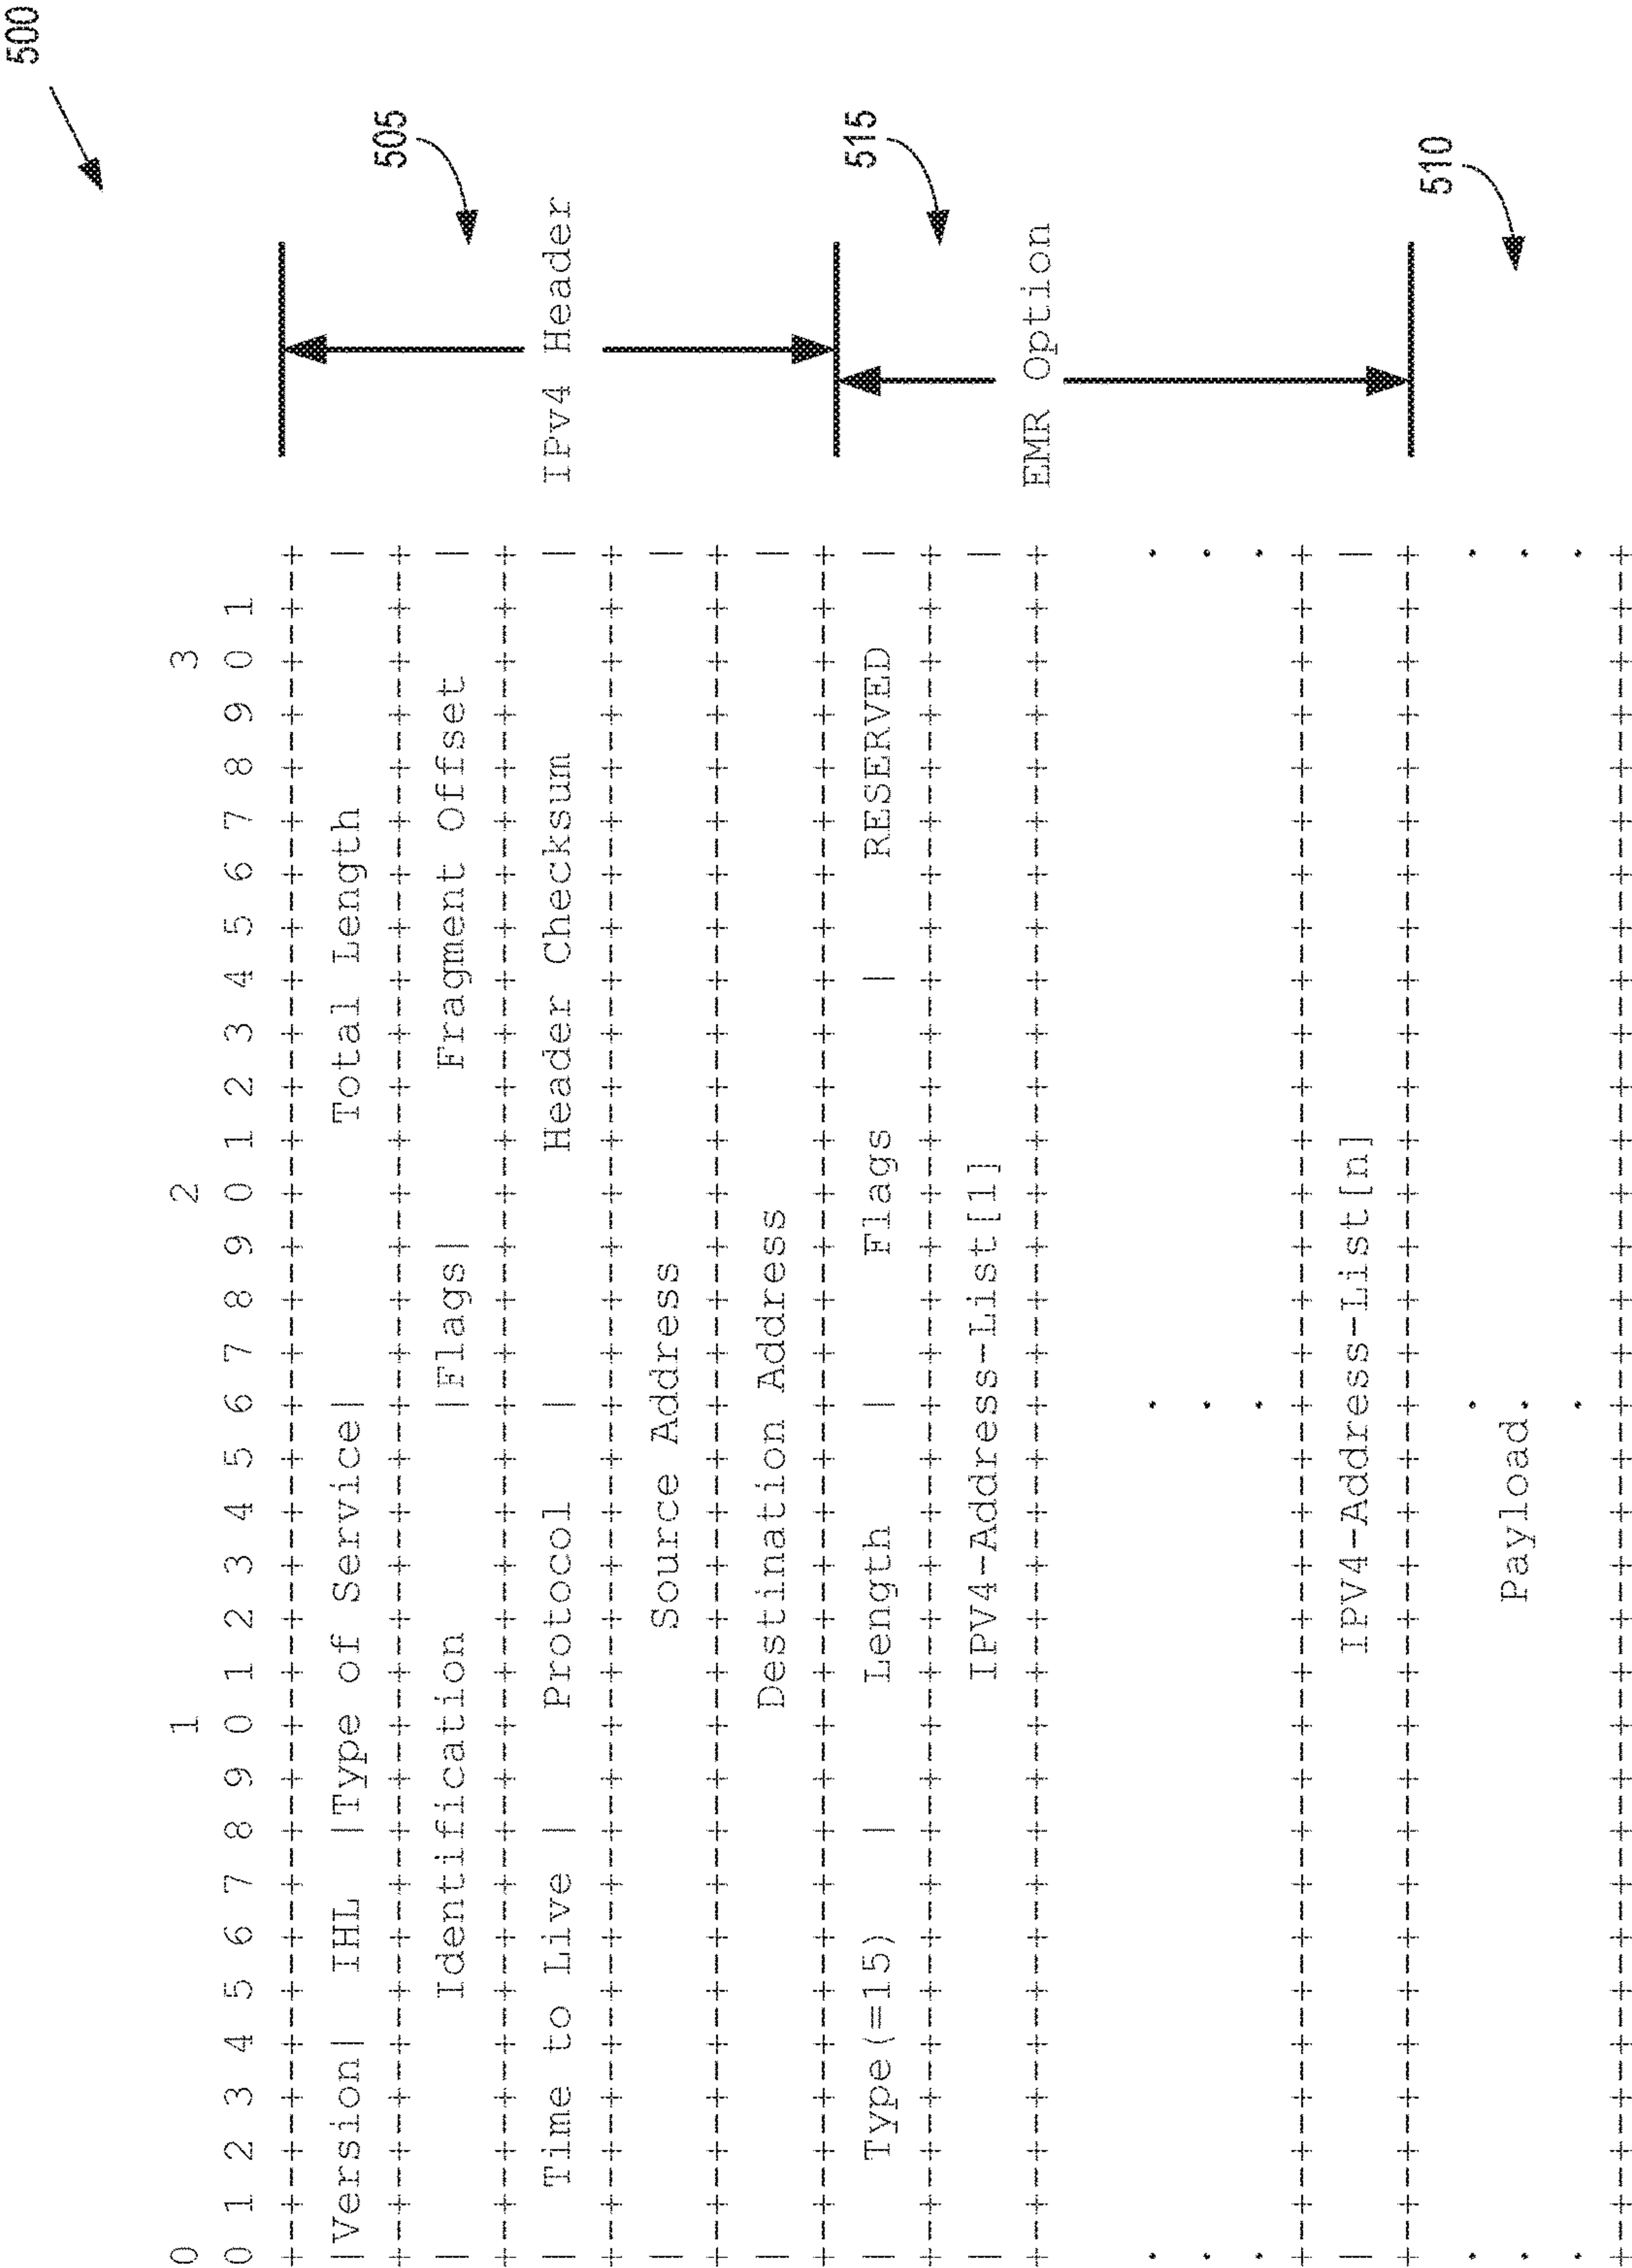 500
0 1 2 3
0 1 2 3 4 5 6 7 8 9 0 1 2 3 4 5 6 7 8 9 0 1 2 3 4 5 6 7 8 9 0 1
+-+-+-+-+-+-+-+-+-+-+-+-+-+-+-+-+-+-+-+-+-+-+-+-+-+-+-+-+-+-+-+-+
|Version| IHL |Type of Service| Total Length |
+-+-+-+-+-+-+-+-+-+-+-+-+-+-+-+-+-+-+-+-+-+-+-+-+-+-+-+-+-+-+-+-+
| Identification |Flags| Fragment Offset |
505
+-+-+-+-+-+-+-+-+-+-+-+-+-+-+-+-+-+-+-+-+-+-+-+-+-+-+-+-+-+-+-+-+
| Time to Live | Protocol | Header Checksum | IPv4 Header
+-+-+-+-+-+-+-+-+-+-+-+-+-+-+-+-+-+-+-+-+-+-+-+-+-+-+-+-+-+-+-+-+
| Source Address |
+-+-+-+-+-+-+-+-+-+-+-+-+-+-+-+-+-+-+-+-+-+-+-+-+-+-+-+-+-+-+-+-+
| Destination Address |
+-+-+-+-+-+-+-+-+-+-+-+-+-+-+-+-+-+-+-+-+-+-+-+-+-+-+-+-+-+-+-+-+
| Type(=15) | Length | Flags | RESERVED |
515
+-+-+-+-+-+-+-+-+-+-+-+-+-+-+-+-+-+-+-+-+-+-+-+-+-+-+-+-+-+-+-+-+
| IPV4-Address-List[1] |
+-+-+-+-+-+-+-+-+-+-+-+-+-+-+-+-+-+-+-+-+-+-+-+-+-+-+-+-+-+-+-+-+
EMR Option
. . .
. . .
. . .
+-+-+-+-+-+-+-+-+-+-+-+-+-+-+-+-+-+-+-+-+-+-+-+-+-+-+-+-+-+-+-+-+
| IPV4-Address-List[n] |
+-+-+-+-+-+-+-+-+-+-+-+-+-+-+-+-+-+-+-+-+-+-+-+-+-+-+-+-+-+-+-+-+
510
. . .
. Payload. .
. . .
+-+-+-+-+-+-+-+-+-+-+-+-+-+-+-+-+-+-+-+-+-+-+-+-+-+-+-+-+-+-+-+-+